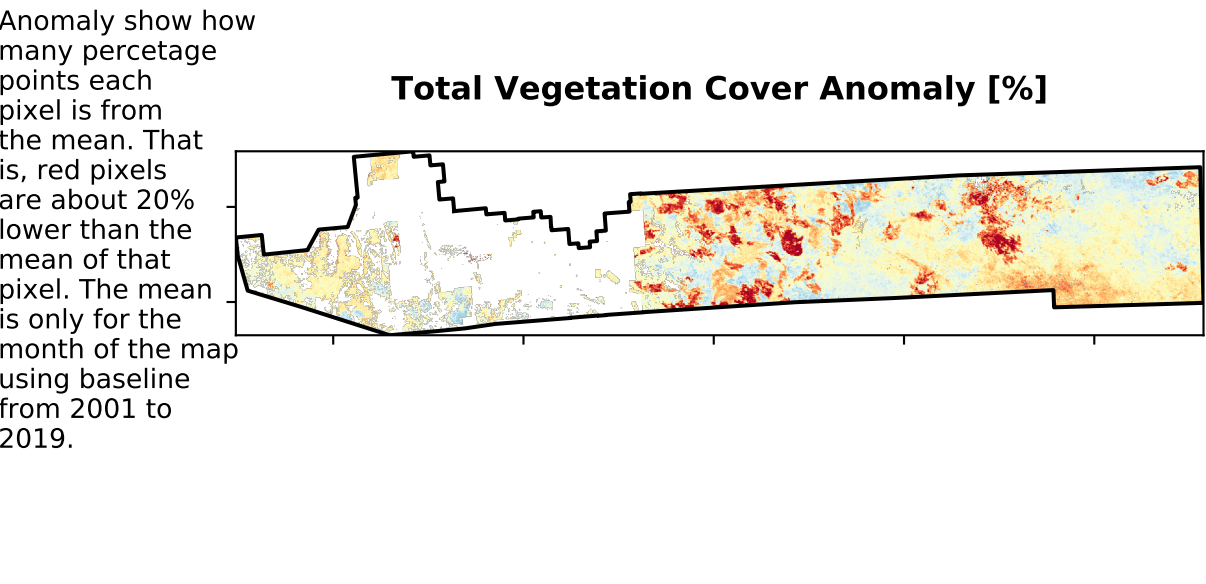 Anomaly show how
many percetage
points each
pixel is from
the mean. That
is, red pixels
are about 20%
lower than the
mean of that
pixel. The mean
is only for the
month of the map
using baseline
from 2001 to
2019.
Total Vegetation Cover Anomaly [%]